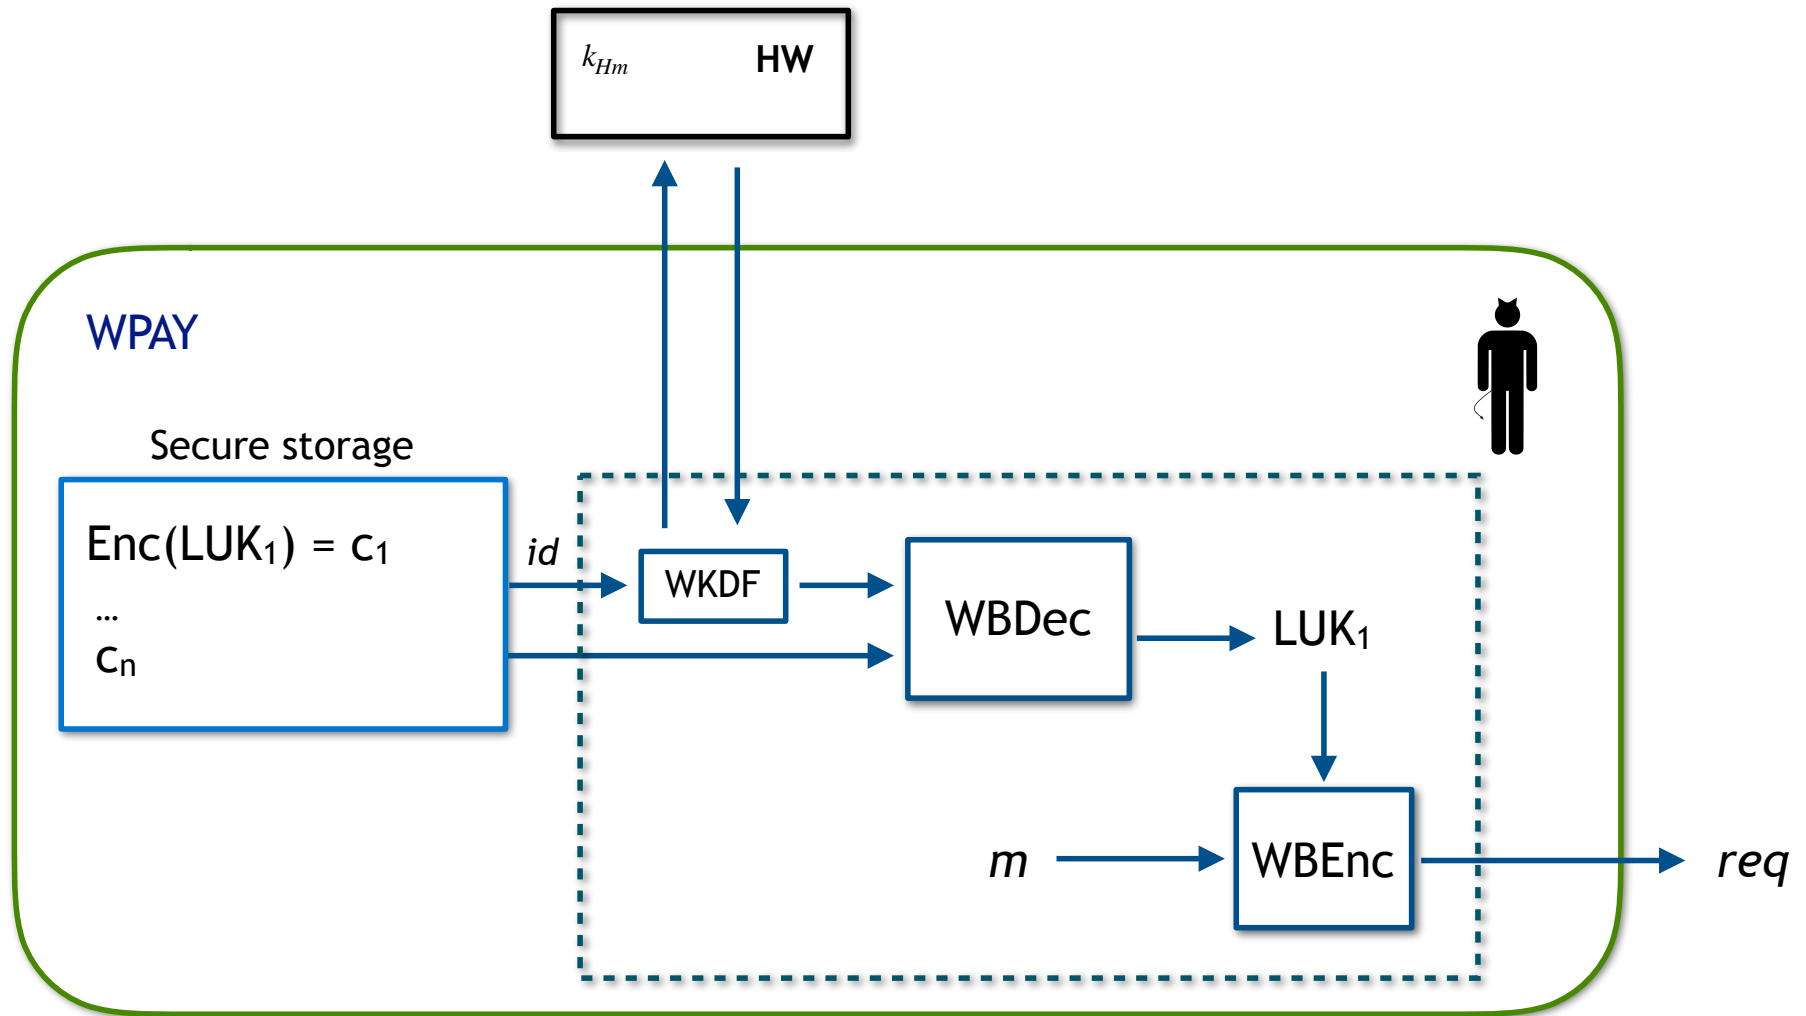 k_Hm HW
WPAY
Secure storage
Enc(LUK₁) = c₁
...
cₙ
id
WKDF
WBDec
LUK₁
m
WBEnc
req